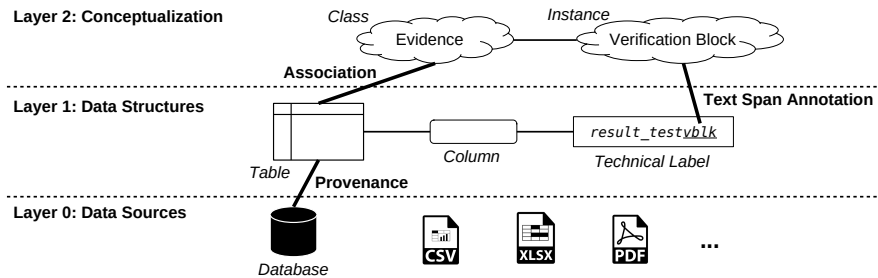 Layer 2: Conceptualization
Class
Instance
Evidence
Verification Block
Association
Layer 1: Data Structures
Text Span Annotation
result_testvblk
Column
Technical Label
Table
Provenance
Layer 0: Data Sources
CSV
XLSX
PDF
...
Database